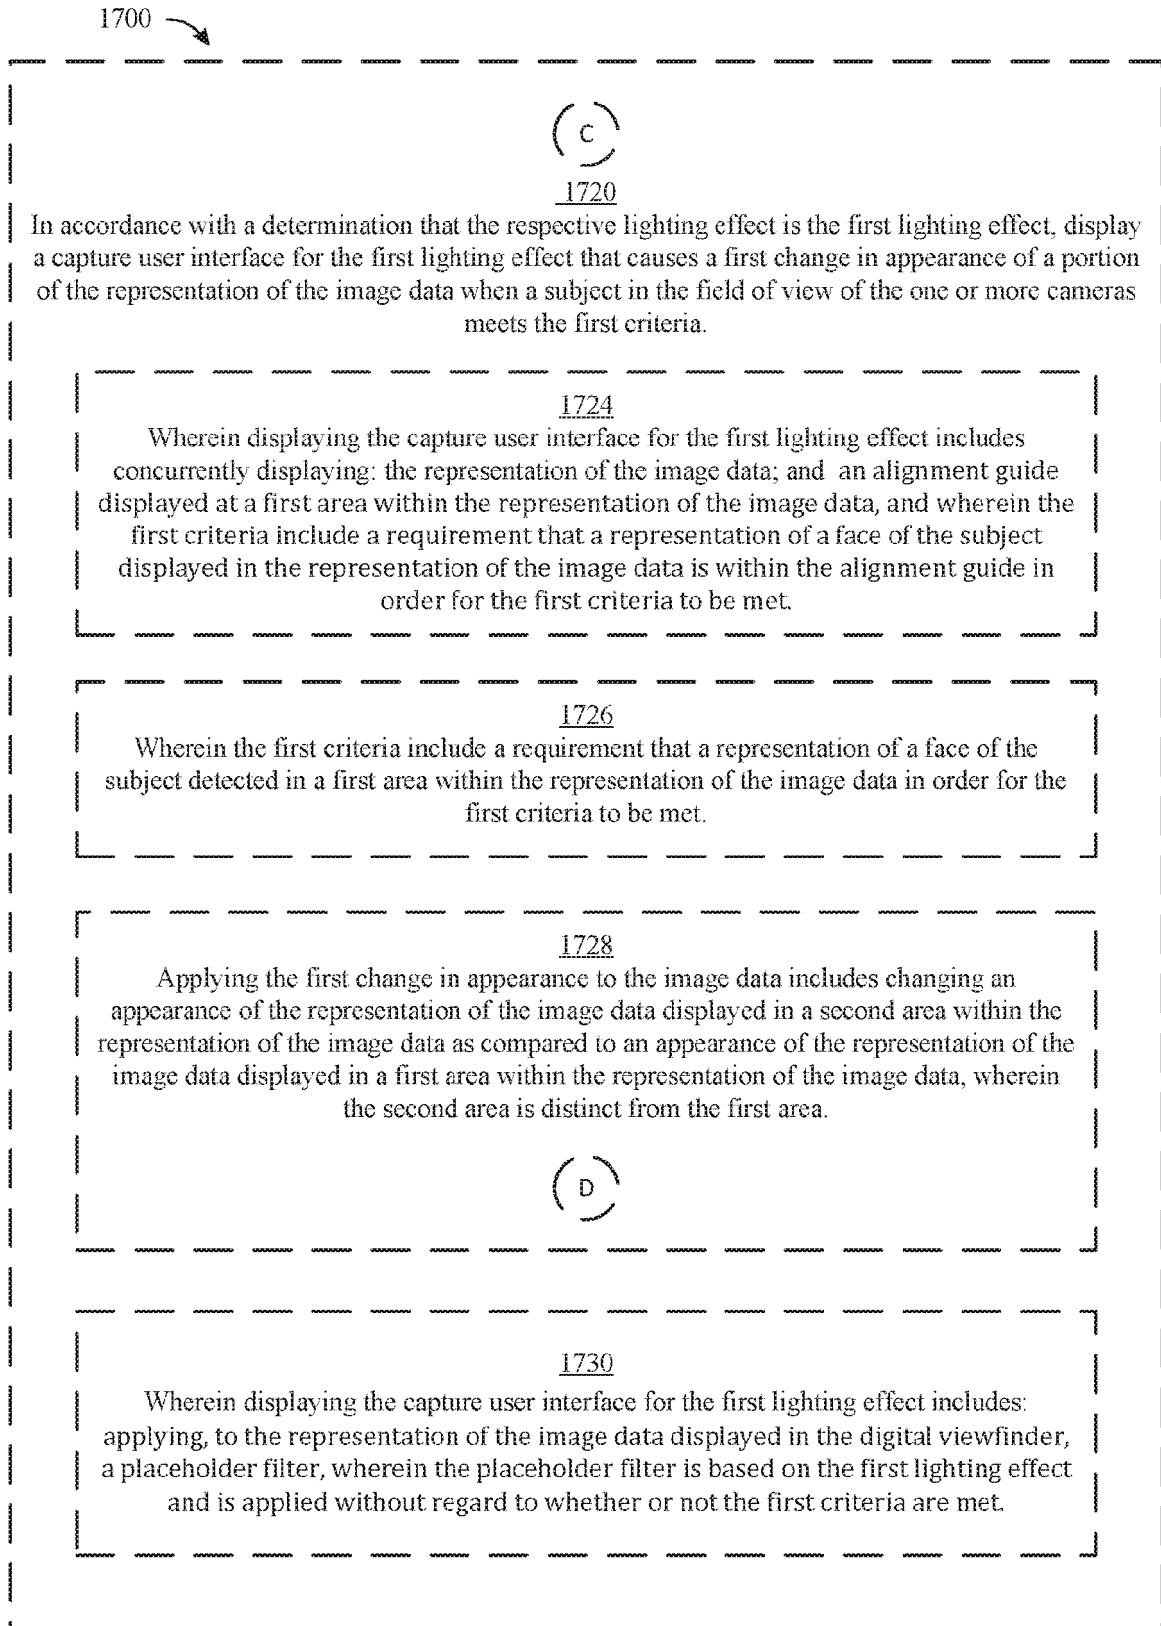 1700
C
1720
In accordance with a determination that the respective lighting effect is the first lighting effect, display
a capture user interface for the first lighting effect that causes a first change in appearance of a portion
of the representation of the image data when a subject in the field of view of the one or more cameras
meets the first criteria.
1724
Wherein displaying the capture user interface for the first lighting effect includes
concurrently displaying: the representation of the image data; and an alignment guide
displayed at a first area within the representation of the image data, and wherein the
first criteria include a requirement that a representation of a face of the subject
displayed in the representation of the image data is within the alignment guide in
order for the first criteria to be met.
1726
Wherein the first criteria include a requirement that a representation of a face of the
subject detected in a first area within the representation of the image data in order for the
first criteria to be met.
1728
Applying the first change in appearance to the image data includes changing an
appearance of the representation of the image data displayed in a second area within the
representation of the image data as compared to an appearance of the representation of the
image data displayed in a first area within the representation of the image data, wherein
the second area is distinct from the first area.
D
1730
Wherein displaying the capture user interface for the first lighting effect includes:
applying, to the representation of the image data displayed in the digital viewfinder,
a placeholder filter, wherein the placeholder filter is based on the first lighting effect
and is applied without regard to whether or not the first criteria are met.